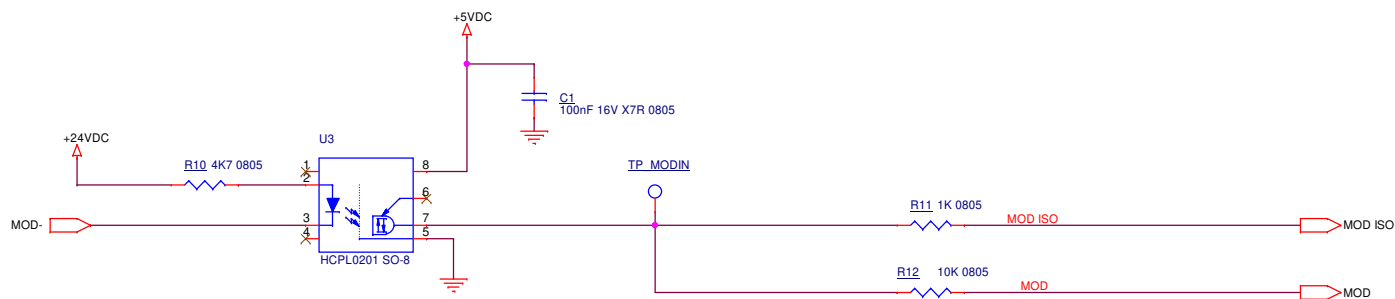 +5VDC
C1
100nF 16V X7R 0805
+24VDC
U3
R10 4K7 0805
1
8
2
TP_MODIN
6
R11 1K 0805
MOD-
3
7
MOD ISO
MOD ISO
4
5
HCPL0201 SO-8
R12 10K 0805
MOD
MOD